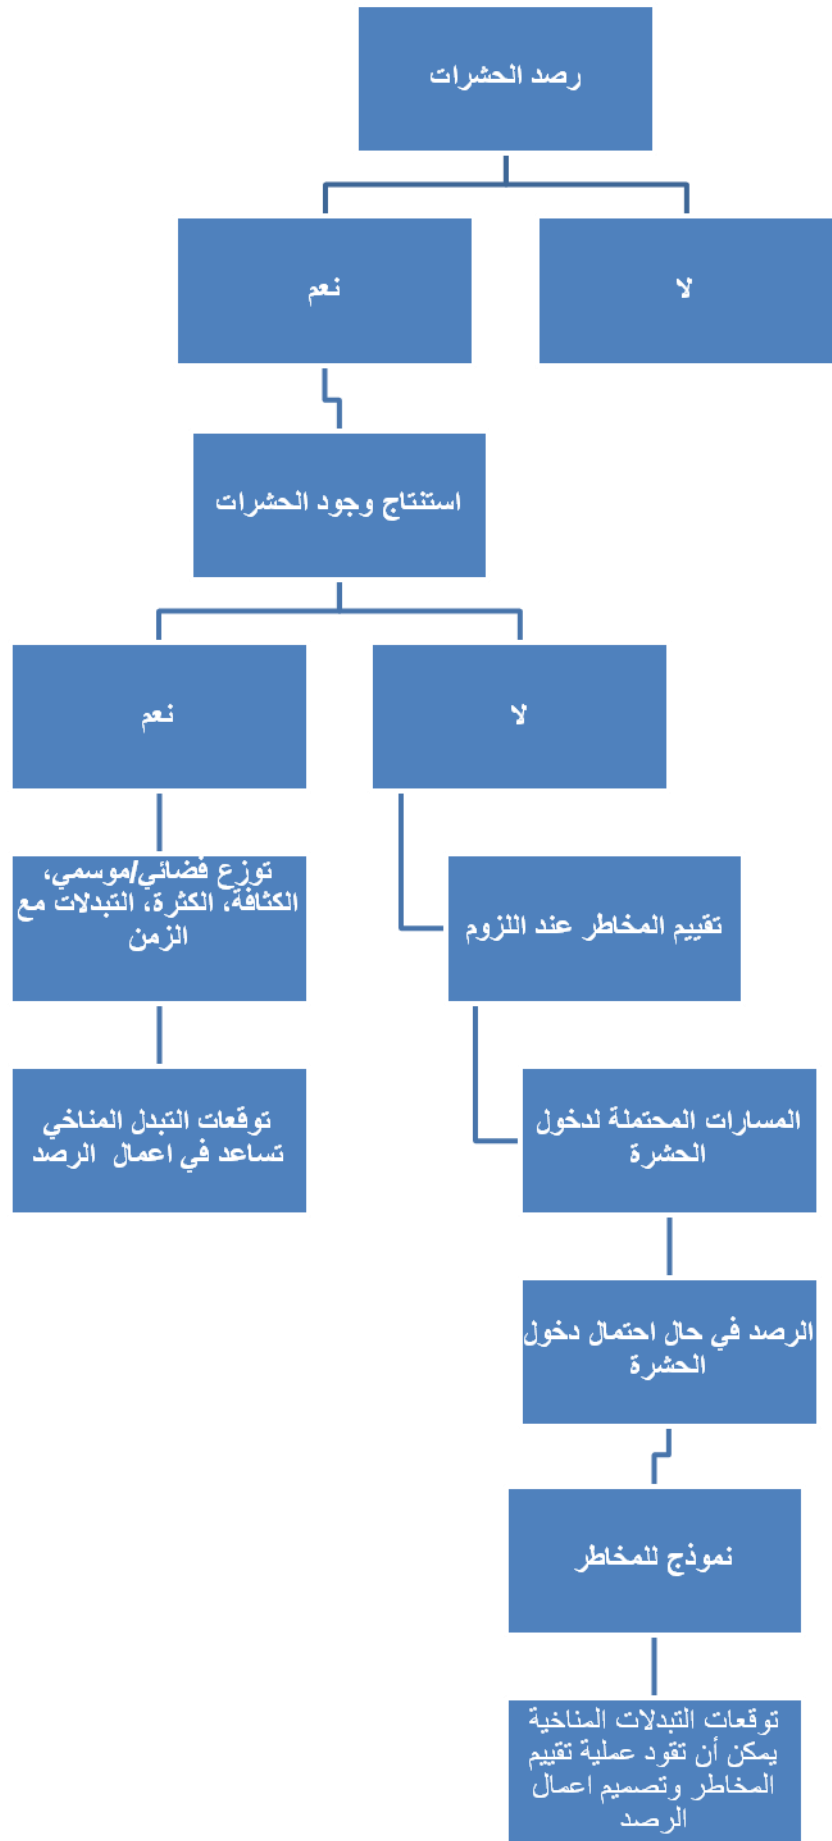 رصد الحشرات
لا
نعم
استنتاج وجود الحشرات
لا
نعم
توزع فضائي/موسمي،
الكثافة، الكثرة، التبدلات مع
الزمن
تقييم المخاطر عند اللزوم
المسارات المحتملة لدخول
الحشرة
توقعات التبدل المناخي
تساعد في اعمال الرصد
الرصد في حال احتمال دخول
الحشرة
نموذج للمخاطر
توقعات التبدلات المناخية
يمكن أن تقود عملية تقييم
المخاطر وتصميم اعمال
الرصد